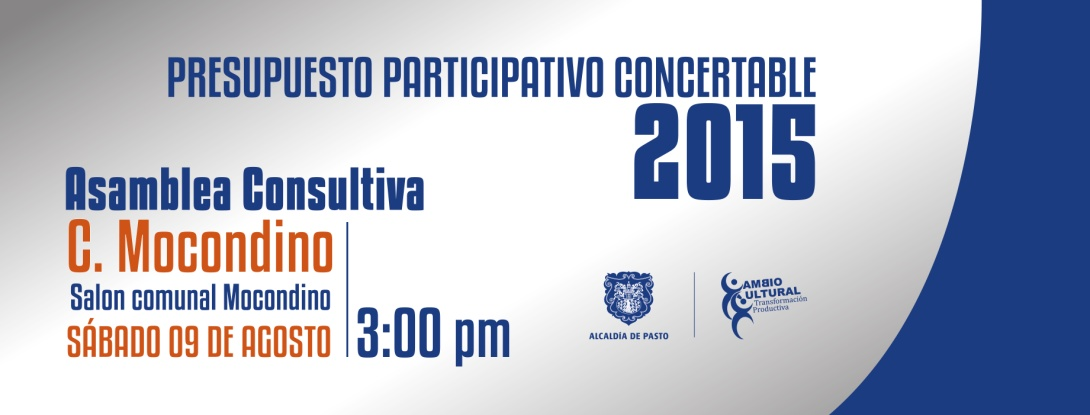 PRESUPUESTO PARTICIPATIVO CONCERTABLE
2015
Asamblea Consultiva
C. Mocondino
Salon comunal Mocondino
SÁBADO 09 DE AGOSTO
3:00 pm
ALCALDÍA DE PASTO
CAMBIO
CULTURAL
Transformación
Productiva